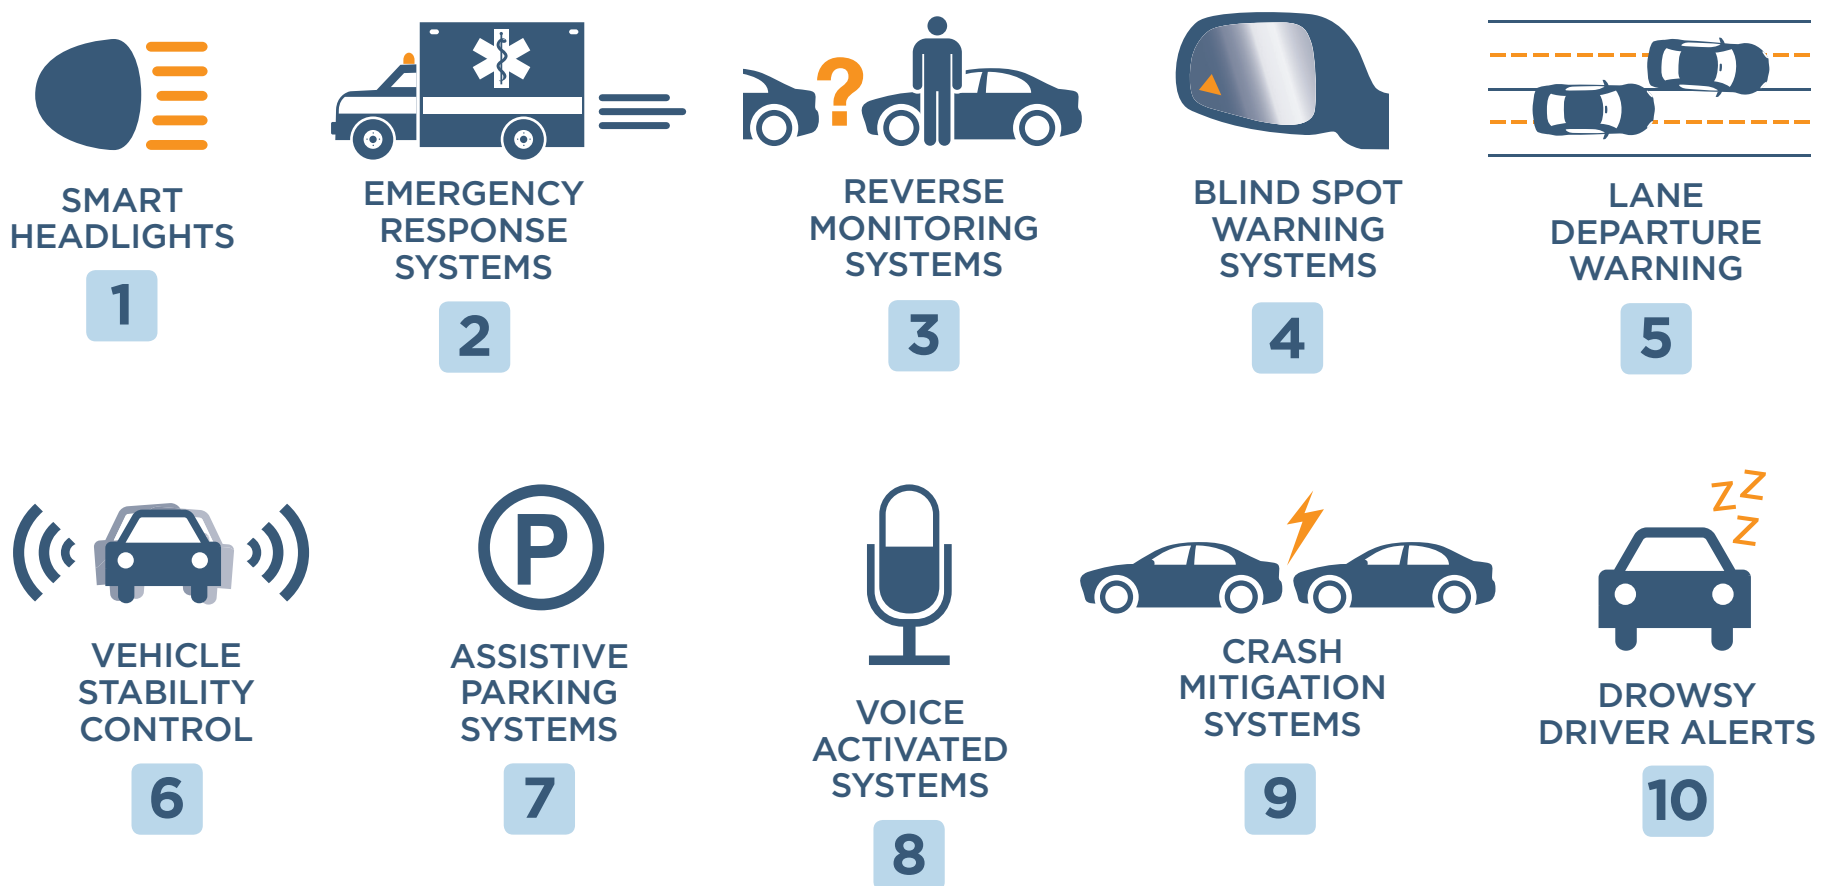 SMART
HEADLIGHTS
1
EMERGENCY
RESPONSE
SYSTEMS
2
?
REVERSE
MONITORING
SYSTEMS
3
BLIND SPOT
WARNING
SYSTEMS
4
LANE
DEPARTURE
WARNING
5
VEHICLE
STABILITY
CONTROL
6
P
ASSISTIVE
PARKING
SYSTEMS
7
VOICE
ACTIVATED
SYSTEMS
8
CRASH
MITIGATION
SYSTEMS
9
ZZ
Z
DROWSY
DRIVER ALERTS
10